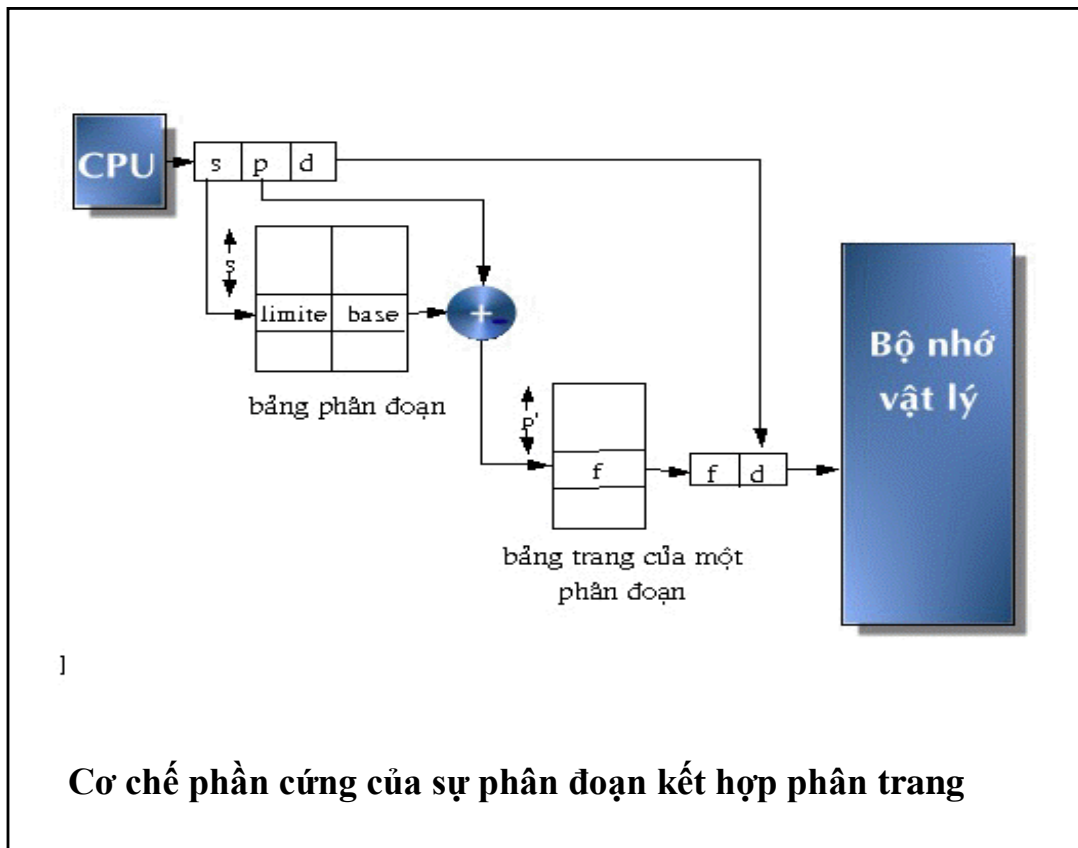 CPU
s p d
s
limite base
+
bảng phân đoạn
Bộ nhớ
vật lý
p'
f
f d
bảng trang của một
phân đoạn
]
Cơ chế phần cứng của sự phân đoạn kết hợp phân trang